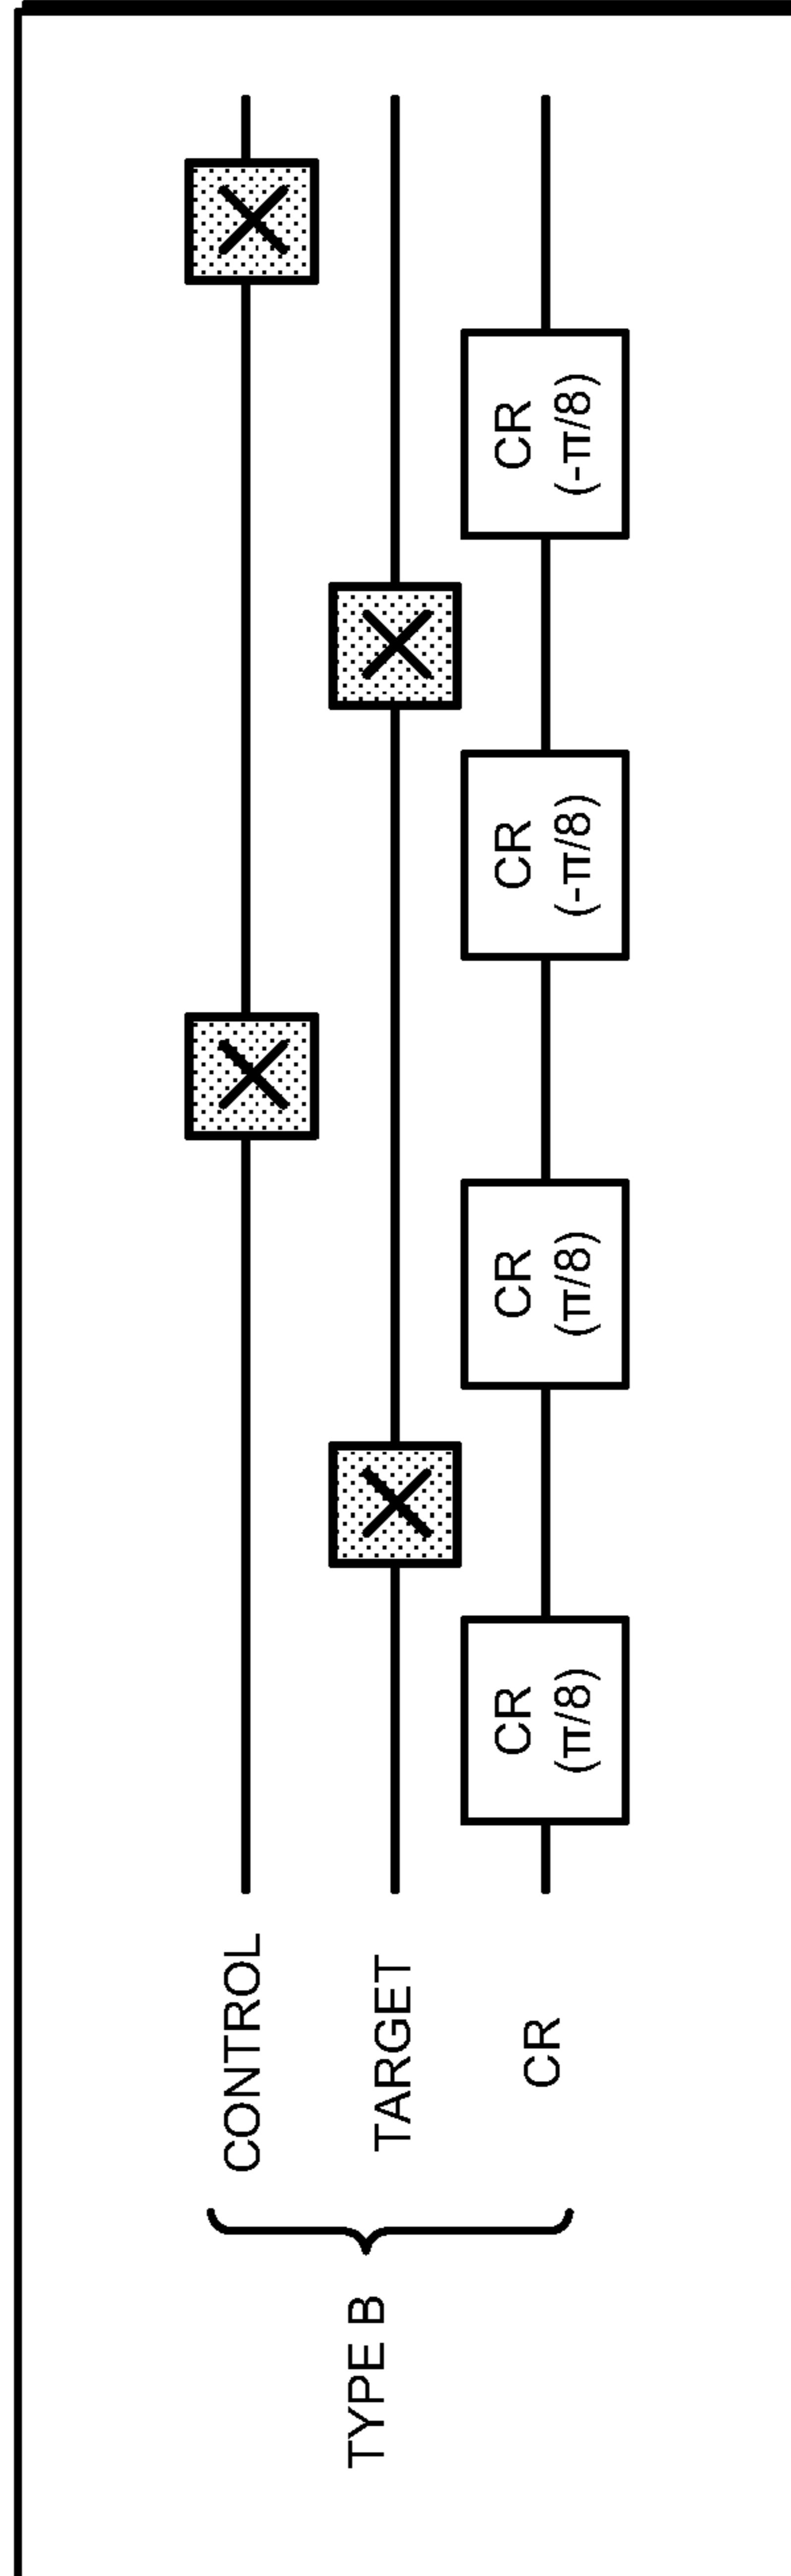 TYPE B
CONTROL
X
X
TARGET
X
X
CR
CR
(π/8)
CR
(π/8)
CR
(-π/8)
CR
(-π/8)